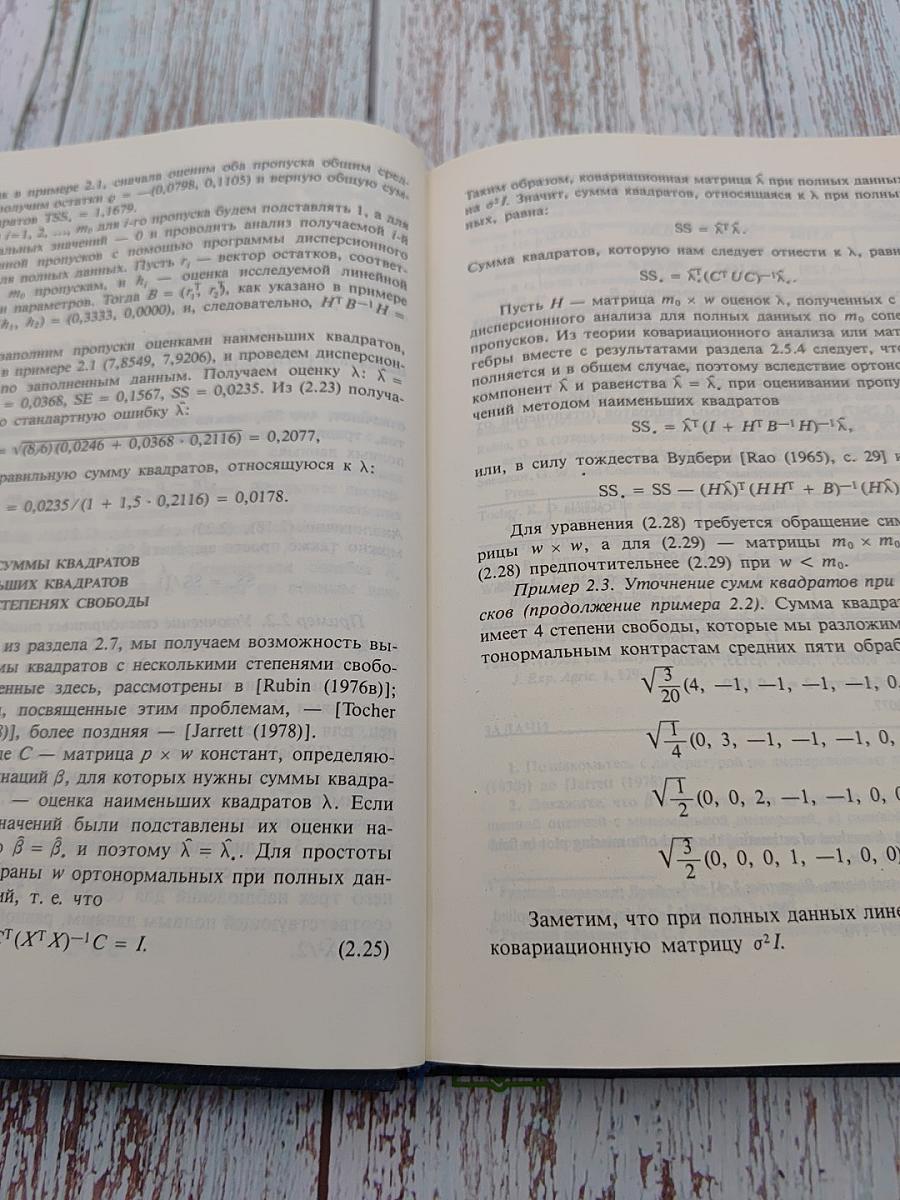 к в примере 2.1, сначала оценим оба пропуска общим сред-
получим остатки e = —(0,0798, 0,1105) и верную общую сум-
ратов TSS. = 1,1679.
i=1, 2, ..., m₀ для i-го пропуска будем подставлять 1, а для
альных значений — 0 и проводить анализ получаемой i-й
нной пропусков с помощью программы дисперсионного
ля полных данных. Пусть rᵢ — вектор остатков, соответ-
m₀ пропускам, и hᵢ — оценка исследуемой линейной
и параметров. Тогда B = (r₁ᵀ, r₂ᵀ), как указано в примере
h₁, h₂) = (0,3333, 0,0000), и, следовательно, HᵀB⁻¹H =
заполним пропуски оценками наименьших квадратов,
в примере 2.1 (7,8549, 7,9206), и проведем дисперсион-
по заполненным данным. Получаем оценку λ: λ̂ =
= 0,0368, SE = 0,1567, SS = 0,0235. Из (2.23) получа-
ю стандартную ошибку λ̂:
= √(8/6)(0,0246 + 0,0368 · 0,2116) = 0,2077,
равильную сумму квадратов, относящуюся к λ:
= 0,0235/(1 + 1,5 · 0,2116) = 0,0178.
СУММЫ КВАДРАТОВ
ЬШИХ КВАДРАТОВ
СТЕПЕНЯХ СВОБОДЫ
из раздела 2.7, мы получаем возможность вы-
мы квадратов с несколькими степенями свобо-
енные здесь, рассмотрены в [Rubin (1976в)];
, посвященные этим проблемам, — [Tocher
)], более поздняя — [Jarrett (1978)].
де C — матрица p × w констант, определяю-
наций β, для которых нужны суммы квадра-
— оценка наименьших квадратов λ. Если
начений были подставлены их оценки на-
о β̂ = β̂. и поэтому λ̂ = λ̂.. Для простоты
раны w ортонормальных при полных дан-
ий, т. е. что
Cᵀ(XᵀX)⁻¹C = I. (2.25)
Таким образом, ковариационная матрица λ̂ при полных данных
на σ²I. Значит, сумма квадратов, относящаяся к λ при полны
ных, равна:
SS = λ̂ᵀλ̂.
Сумма квадратов, которую нам следует отнести к λ, равн
SS. = λ̂.ᵀ(CᵀUC)⁻¹λ̂..
Пусть H — матрица m₀ × w оценок λ, полученных с
дисперсионного анализа для полных данных по m₀ сопе
пропусков. Из теории ковариационного анализа или мат
гебры вместе с результатами раздела 2.5.4 следует, что
полняется и в общем случае, поэтому вследствие ортоно
компонент λ̂ и равенства λ̂ = λ̂. при оценивании пропу
чений методом наименьших квадратов
SS. = λ̂ᵀ(I + HᵀB⁻¹H)⁻¹λ̂,
или, в силу тождества Вудбери [Rao (1965), с. 29] и
SS. = SS — (Hλ̂)ᵀ(HHᵀ + B)⁻¹(Hλ̂)
Для уравнения (2.28) требуется обращение сим
рицы w × w, а для (2.29) — матрицы m₀ × m₀
(2.28) предпочтительнее (2.29) при w < m₀.
Пример 2.3. Уточнение сумм квадратов при
сков (продолжение примера 2.2). Сумма квадрат
имеет 4 степени свободы, которые мы разложим
тонормальным контрастам средних пяти обраб
√3/20(4, —1, —1, —1, —1, 0,
√1/4(0, 3, —1, —1, —1, 0,
√1/2(0, 0, 2, —1, —1, 0, 0
√3/2(0, 0, 0, 1, —1, 0, 0)
Заметим, что при полных данных лине
ковариационную матрицу σ²I.